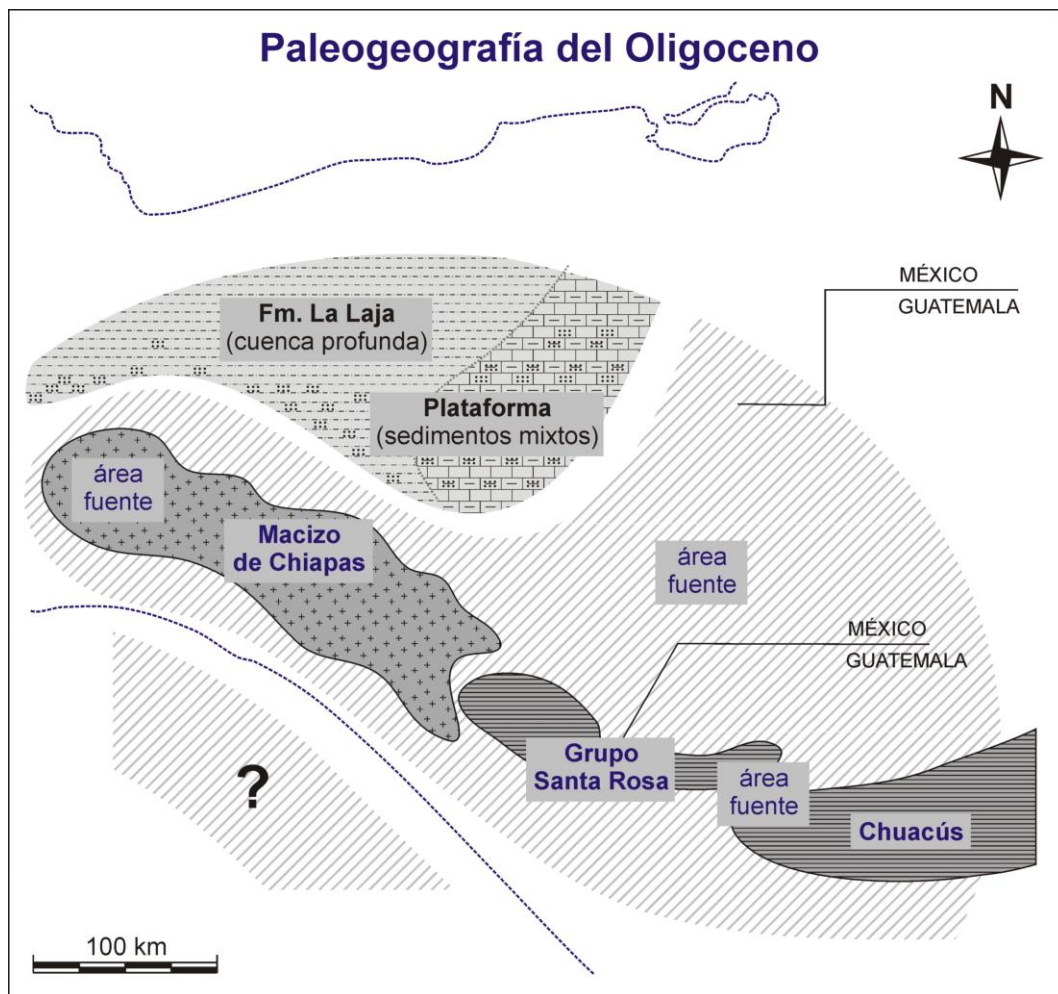 Paleogeografía del Oligoceno
N
MÉXICO
GUATEMALA
Fm. La Laja
(cuenca profunda)
Plataforma
(sedimentos mixtos)
área
fuente
Macizo
de Chiapas
área
fuente
MÉXICO
GUATEMALA
?
Grupo
Santa Rosa
área
fuente
Chuacús
100 km